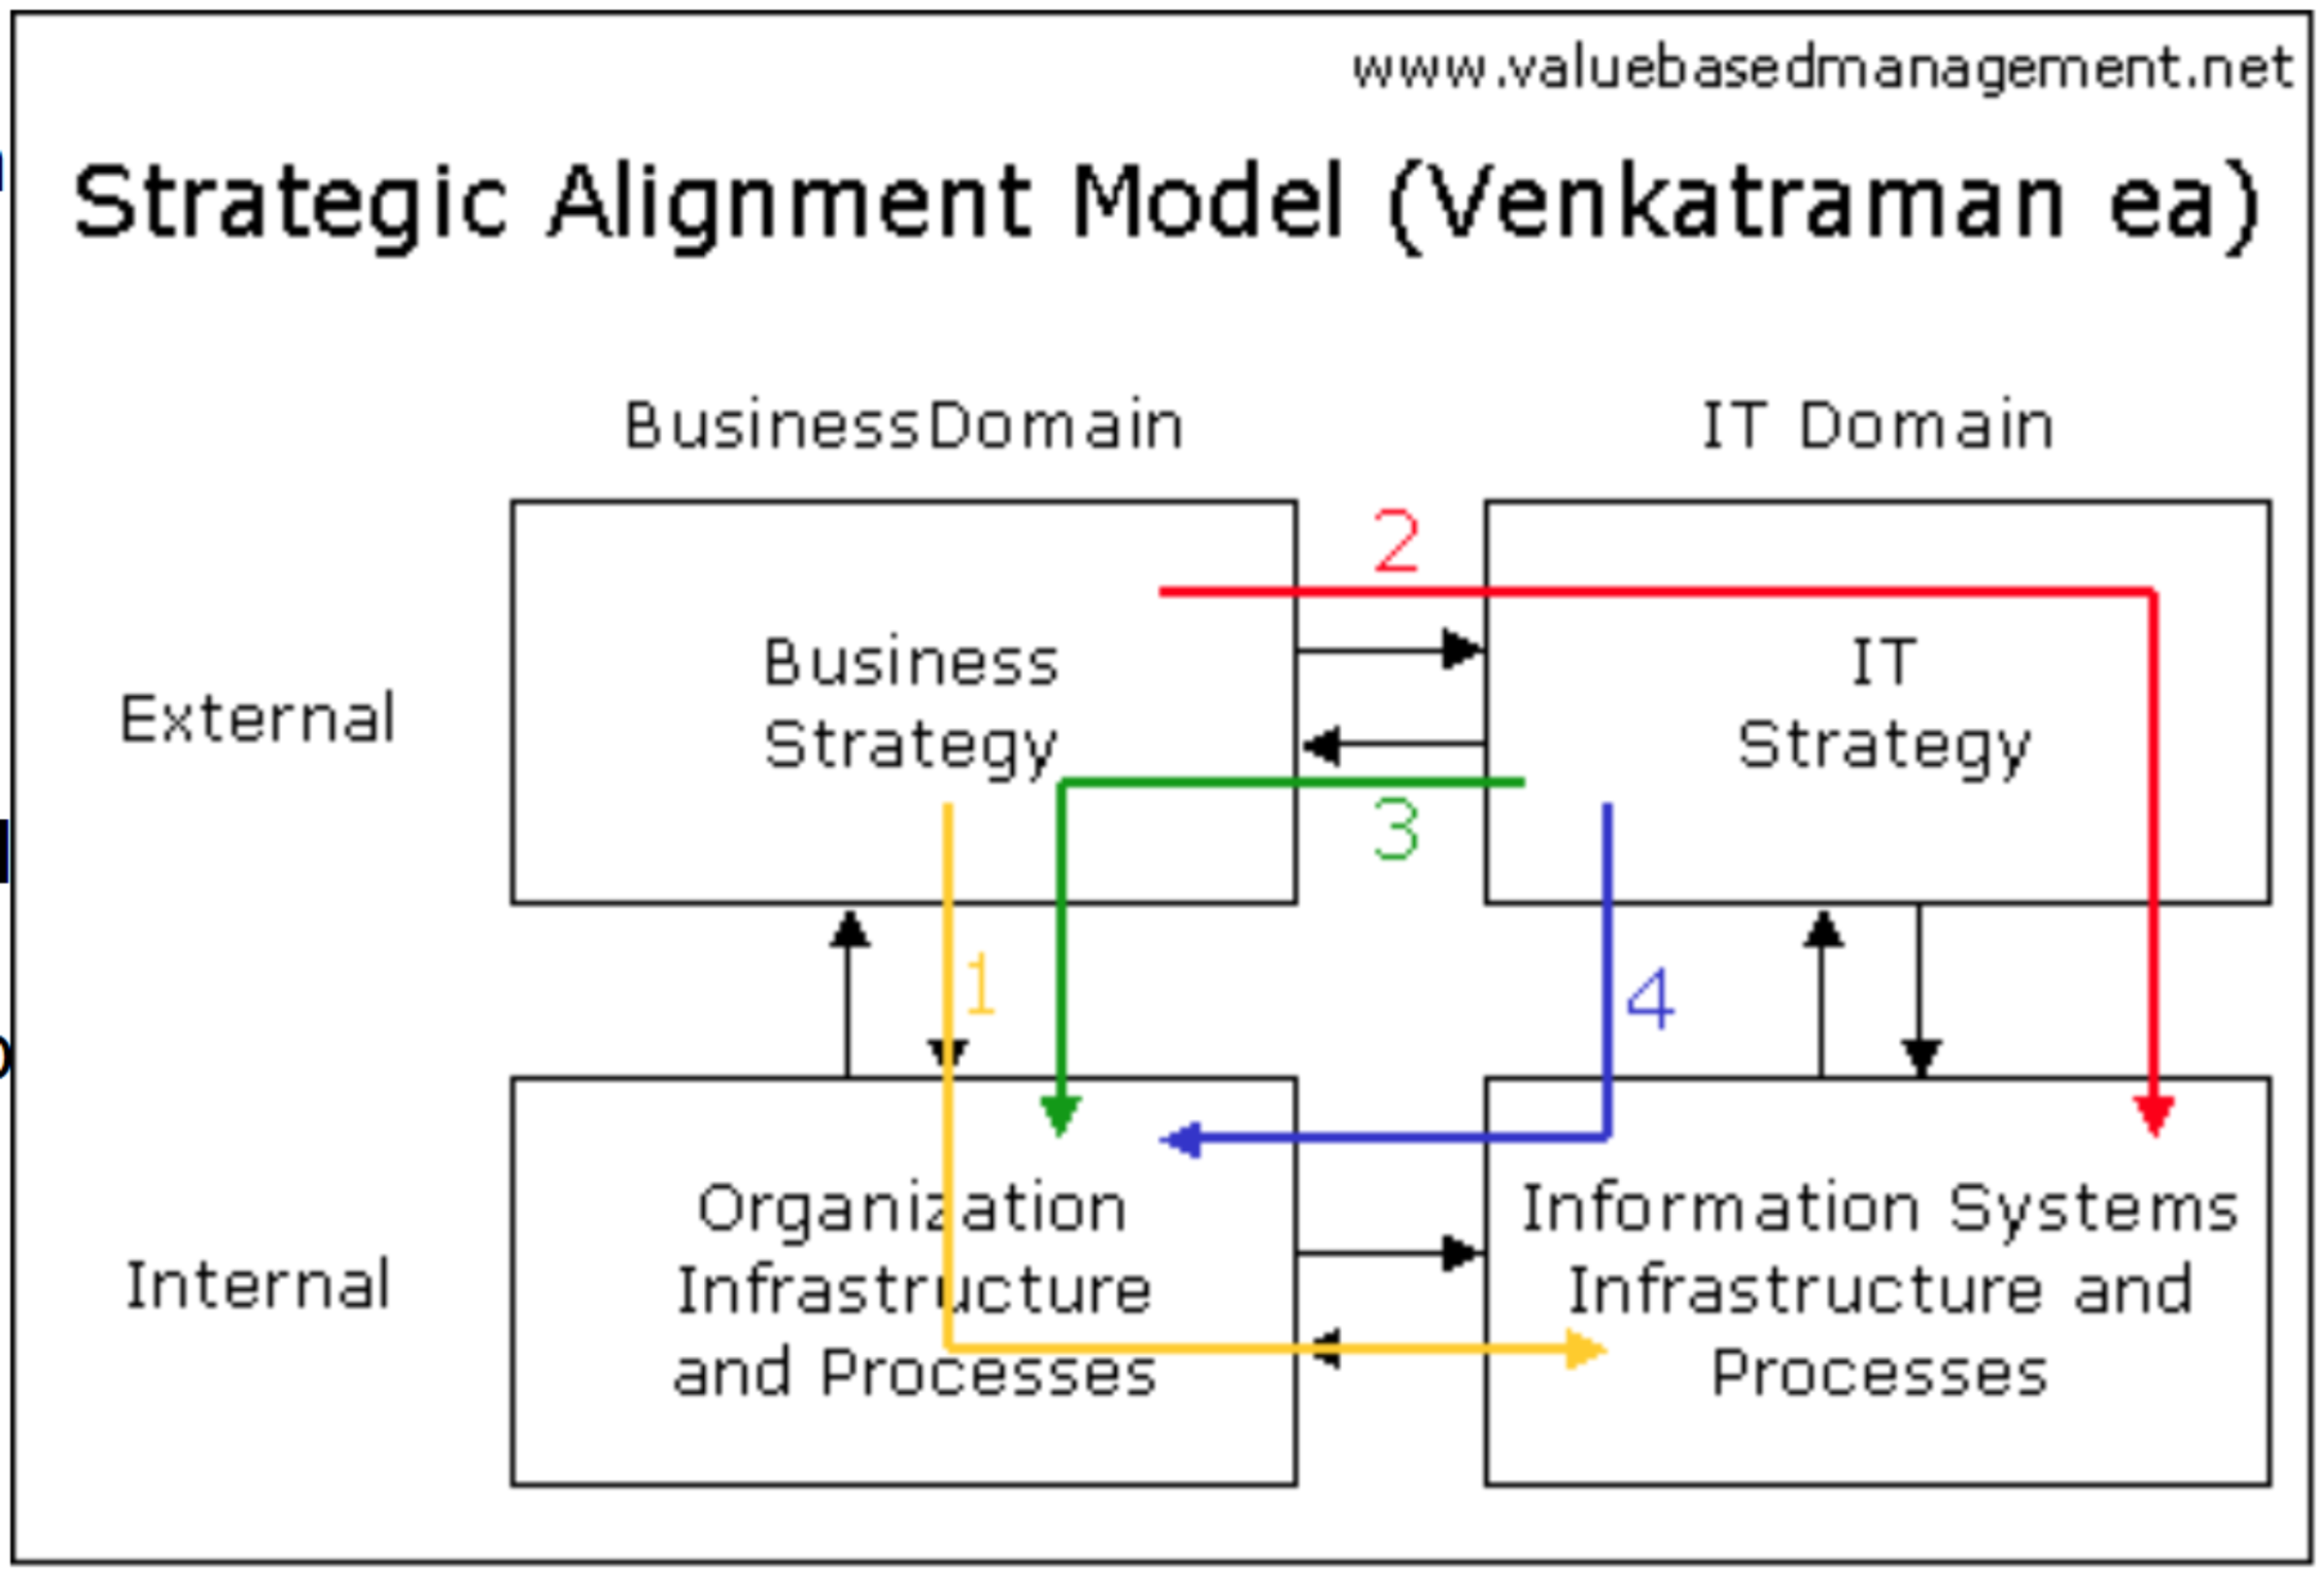 www.valuebasedmanagement.net
Strategic Alignment Model (Venkatraman ea)
BusinessDomain
IT Domain
External
Business
Strategy
2
3
IT
Strategy
1
4
Internal
Organization
Infrastructure
and Processes
Information Systems
Infrastructure and
Processes